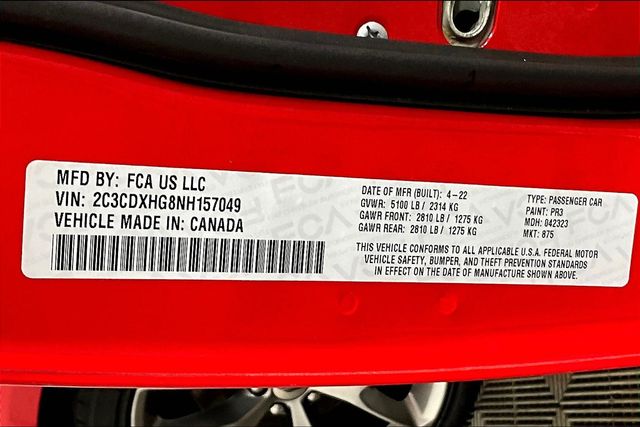 MFD BY: FCA US LLC
VIN: 2C3CDXHG8NH157049
VEHICLE MADE IN: CANADA
DATE OF MFR (BUILT): 4-22
GVWR: 5100 LB / 2314 KG
GAWR FRONT: 2810 LB / 1275 KG
GAWR REAR: 2810 LB / 1275 KG
THIS VEHICLE CONFORMS TO ALL APPLICABLE U.S.A. FEDERAL MOTOR
VEHICLE SAFETY, BUMPER, AND THEFT PREVENTION STANDARDS
IN EFFECT ON THE DATE OF MANUFACTURE SHOWN ABOVE.
TYPE: PASSENGER CAR
PAINT: PR3
MDH: 042323
MKT: 875